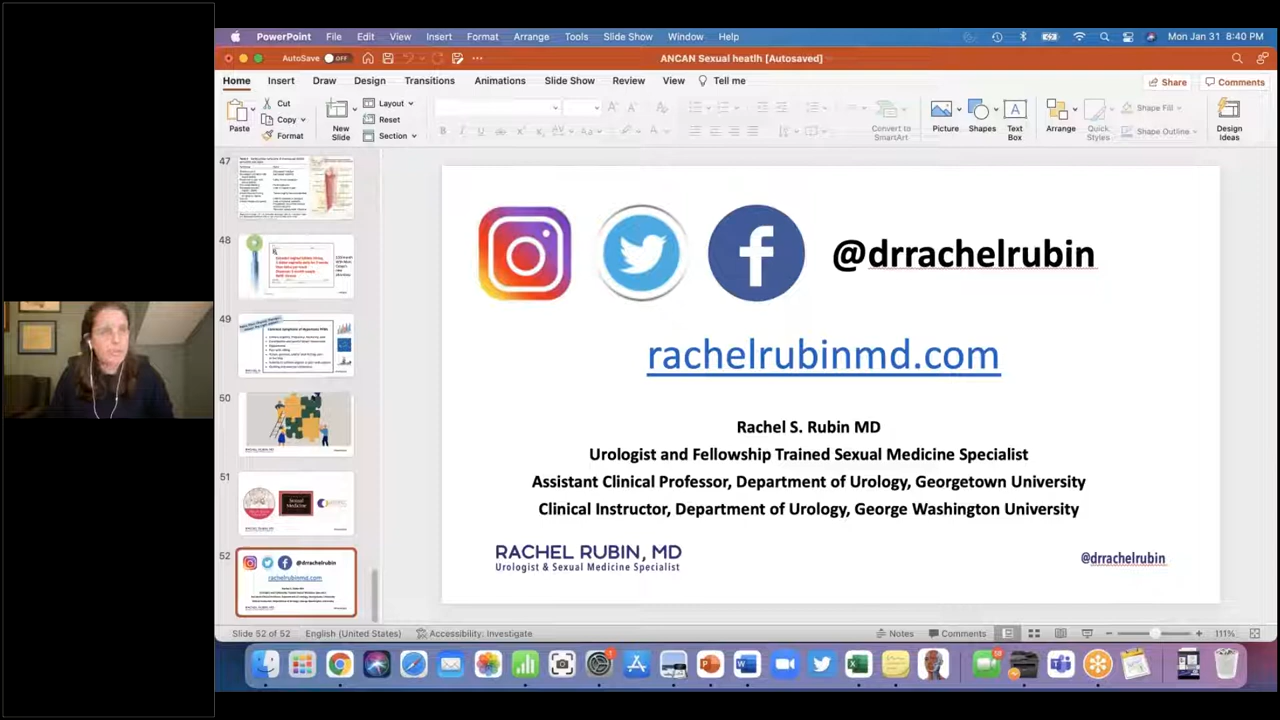 PowerPoint File Edit View Insert Format Arrange Tools Slide Show Window Help Mon Jan 31 8:40 PM
AutoSave OFF ANCAN Sexual heatlh [Autosaved]
Home Insert Draw Design Transitions Animations Slide Show Review View Tell me Share Comments
Paste
Cut
Copy
Format
New Slide
Layout
Reset
Section
Convert to SmartArt
Picture
Shapes
Text Box
Arrange
Quick Styles
Shape Fill
Shape Outline
Design Ideas
47
48
49
50
51
Sexual Medicine
52
@drrachelrubin
rachelrubinmd.com
@drrachelrubin
rachelrubinmd.com
Rachel S. Rubin MD
Urologist and Fellowship Trained Sexual Medicine Specialist
Assistant Clinical Professor, Department of Urology, Georgetown University
Clinical Instructor, Department of Urology, George Washington University
RACHEL RUBIN, MD
Urologist & Sexual Medicine Specialist
@drrachelrubin
Slide 52 of 52 English (United States) Accessibility: Investigate Notes Comments 111%